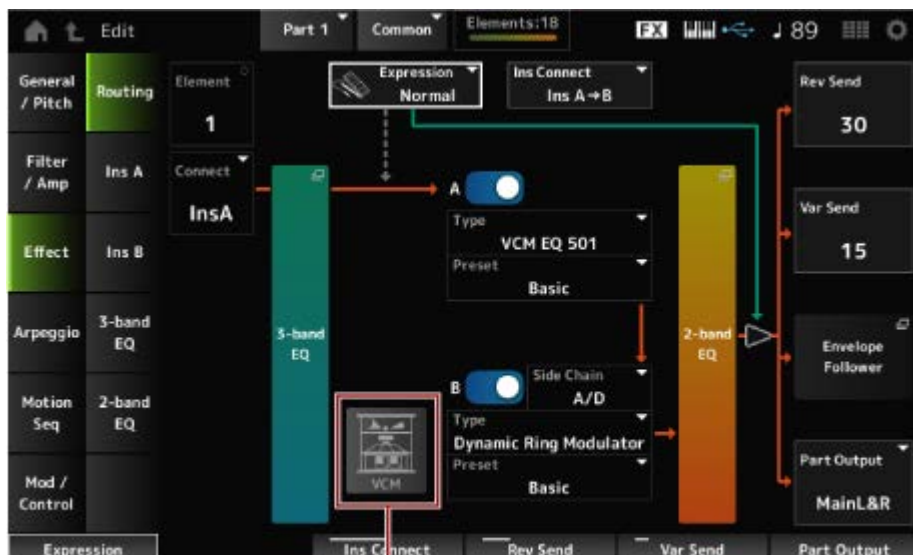 Edit
Part 1
Common
Elements:18
FX
♩ 89
General
/ Pitch
Filter
/ Amp
Effect
Arpeggio
Motion
Seq
Mod /
Control
Routing
Ins A
Ins B
3-band
EQ
2-band
EQ
Element
1
Connect
InsA
Expression
Normal
Ins Connect
Ins A→B
3-band
EQ
A
Type
VCM EQ 501
Preset
Basic
B
Side Chain
A/D
Type
Dynamic Ring Modulator
Preset
Basic
VCM
2-band
EQ
Rev Send
30
Var Send
15
Envelope
Follower
Part Output
MainL&R
Expression
Ins Connect
Rev Send
Var Send
Part Output